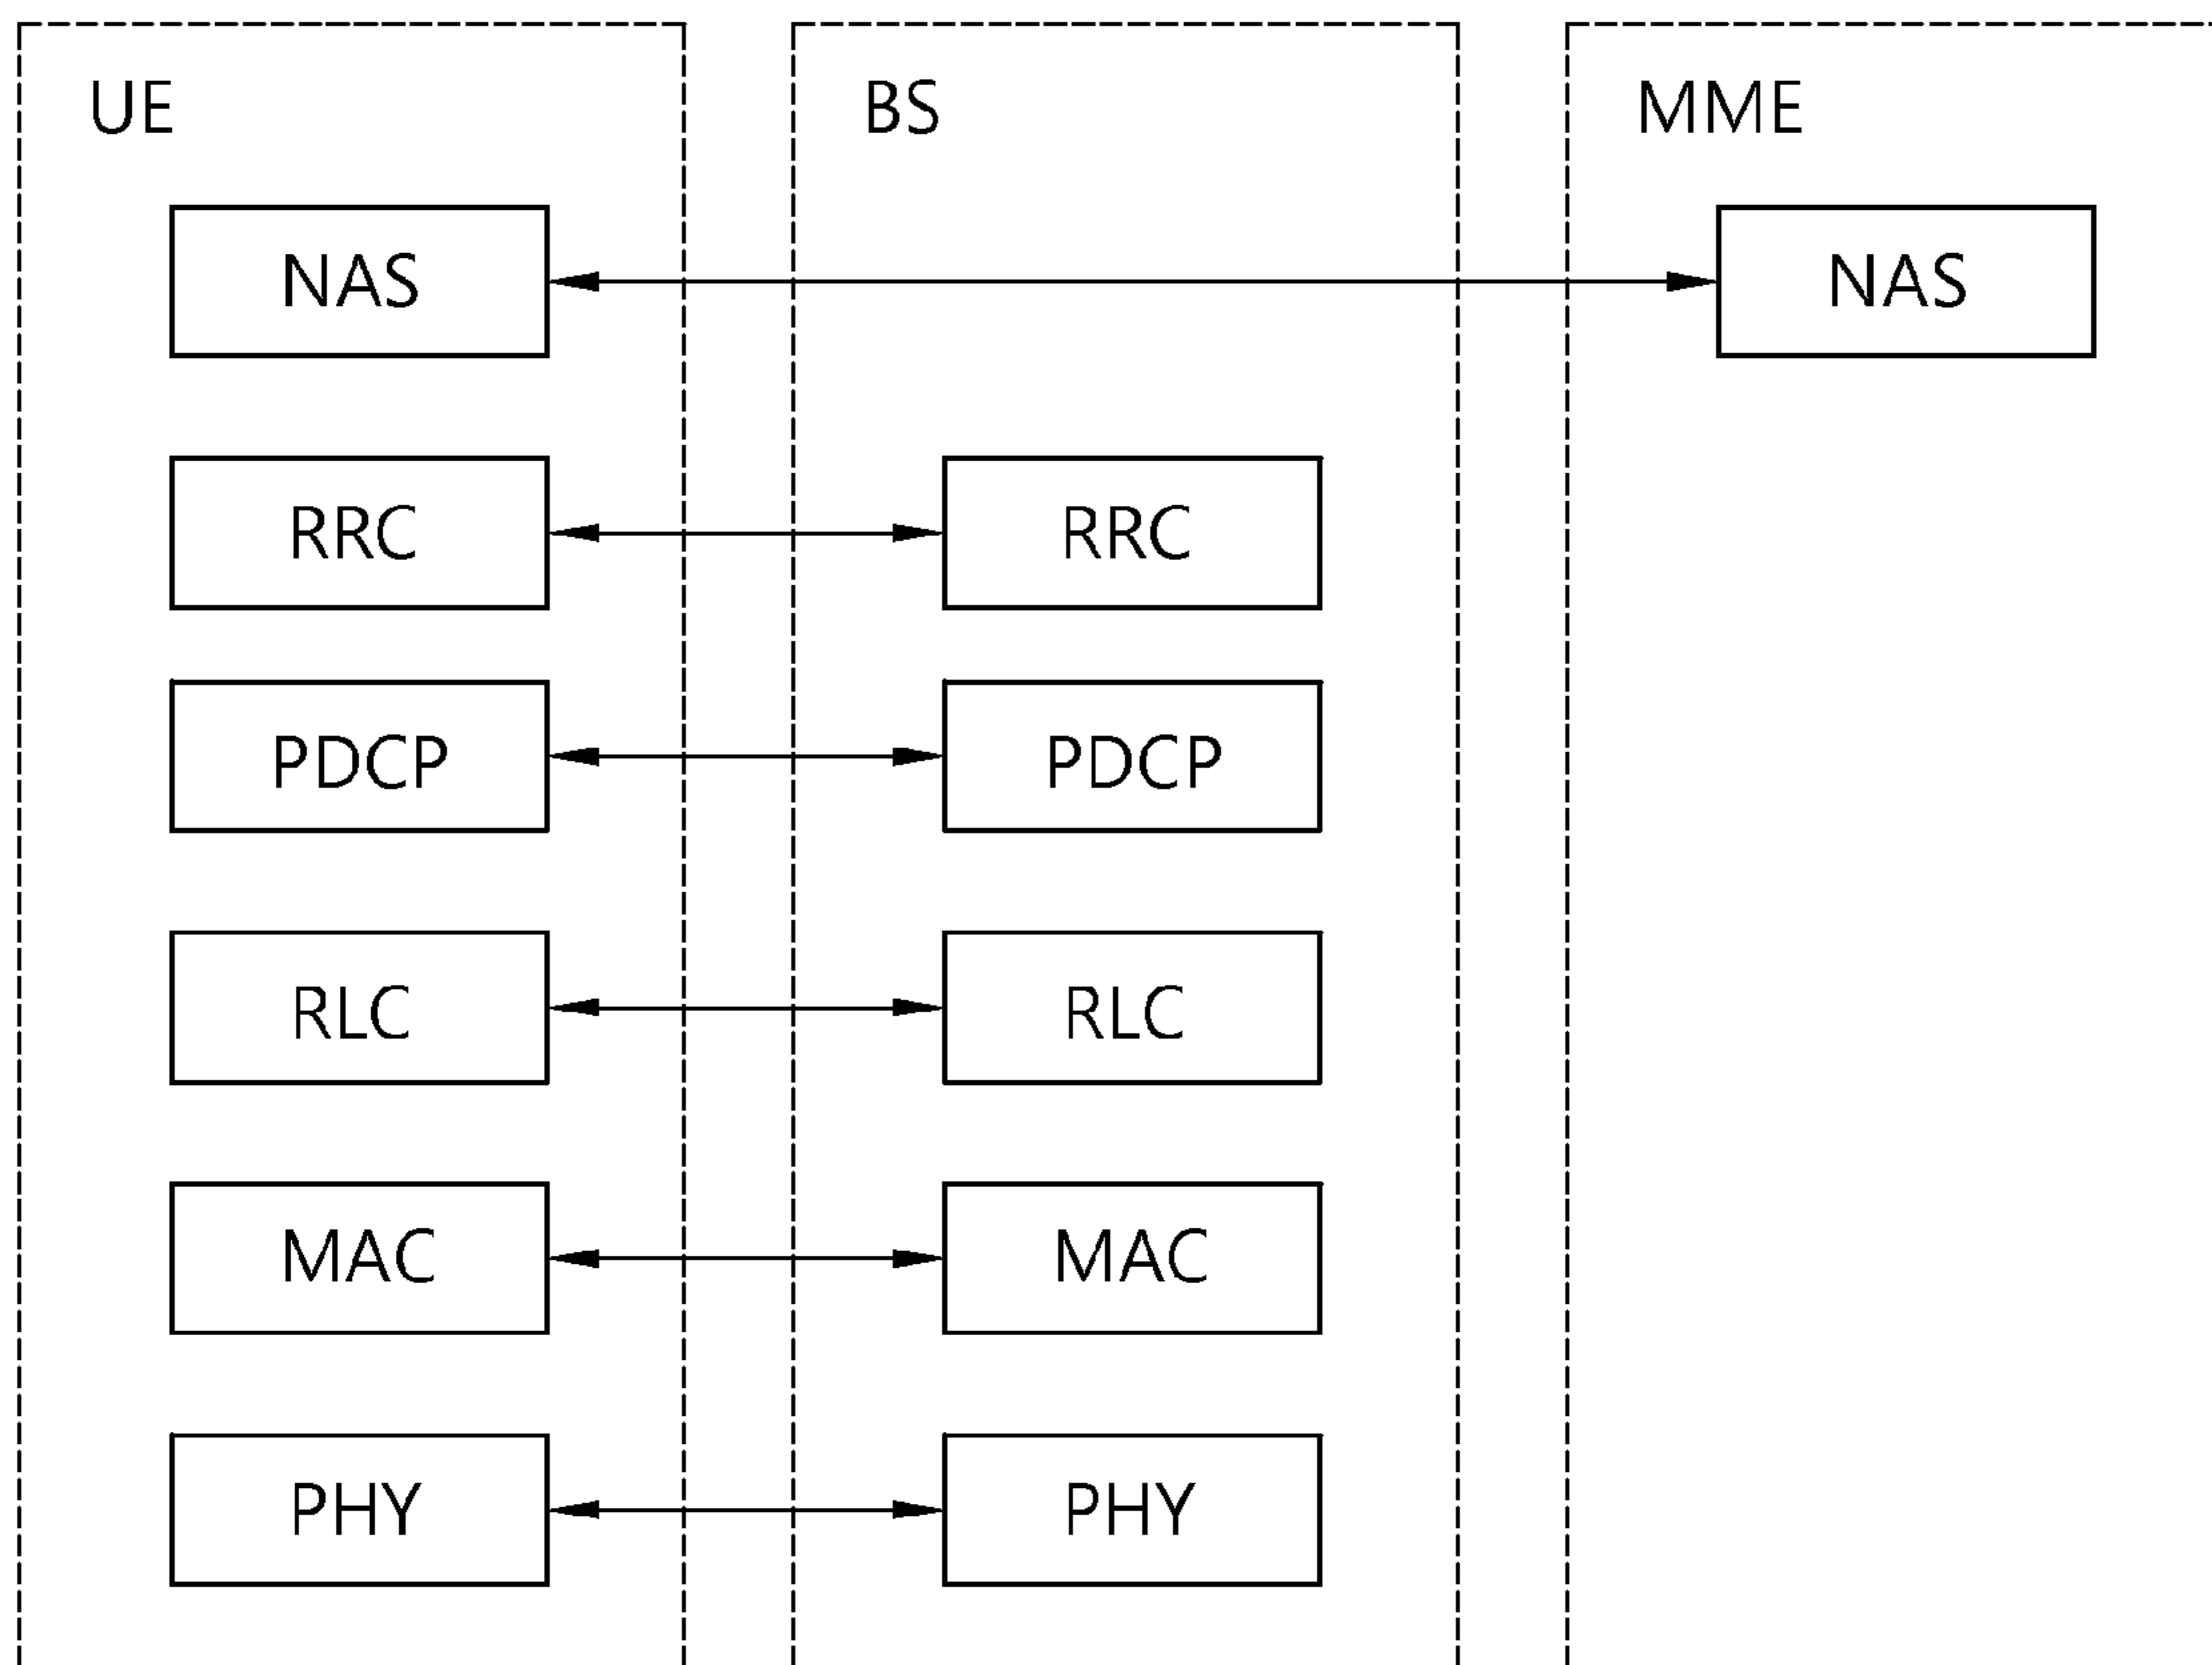 UE BS MME
NAS NAS
RRC RRC
PDCP PDCP
RLC RLC
MAC MAC
PHY PHY